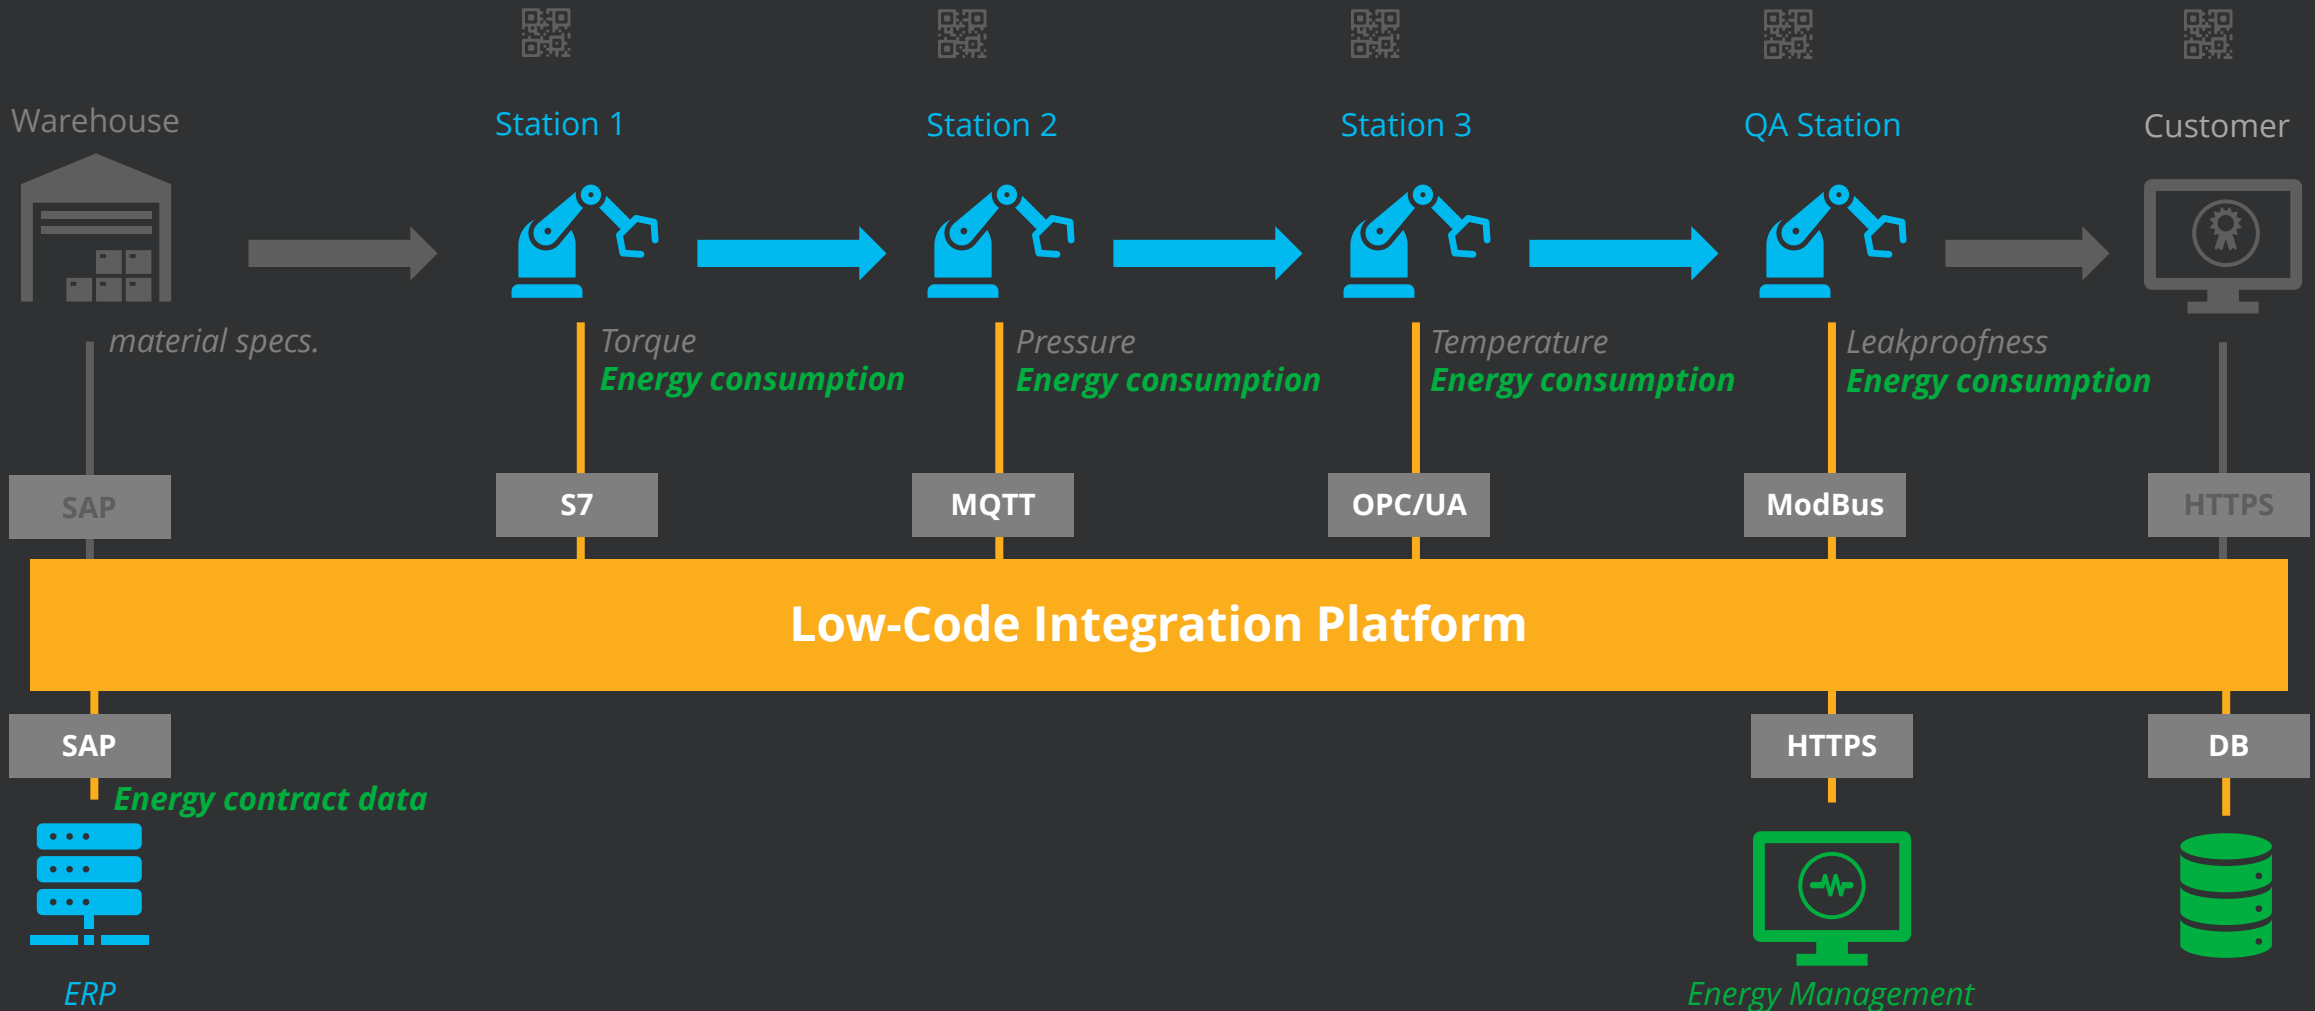 Warehouse
Station 1
Station 2
Station 3
QA Station
Customer
material specs.
Torque
Energy consumption
Pressure
Energy consumption
Temperature
Energy consumption
Leakproofness
Energy consumption
SAP
S7
MQTT
OPC/UA
ModBus
HTTPS
Low-Code Integration Platform
SAP
HTTPS
DB
Energy contract data
ERP
Energy Management